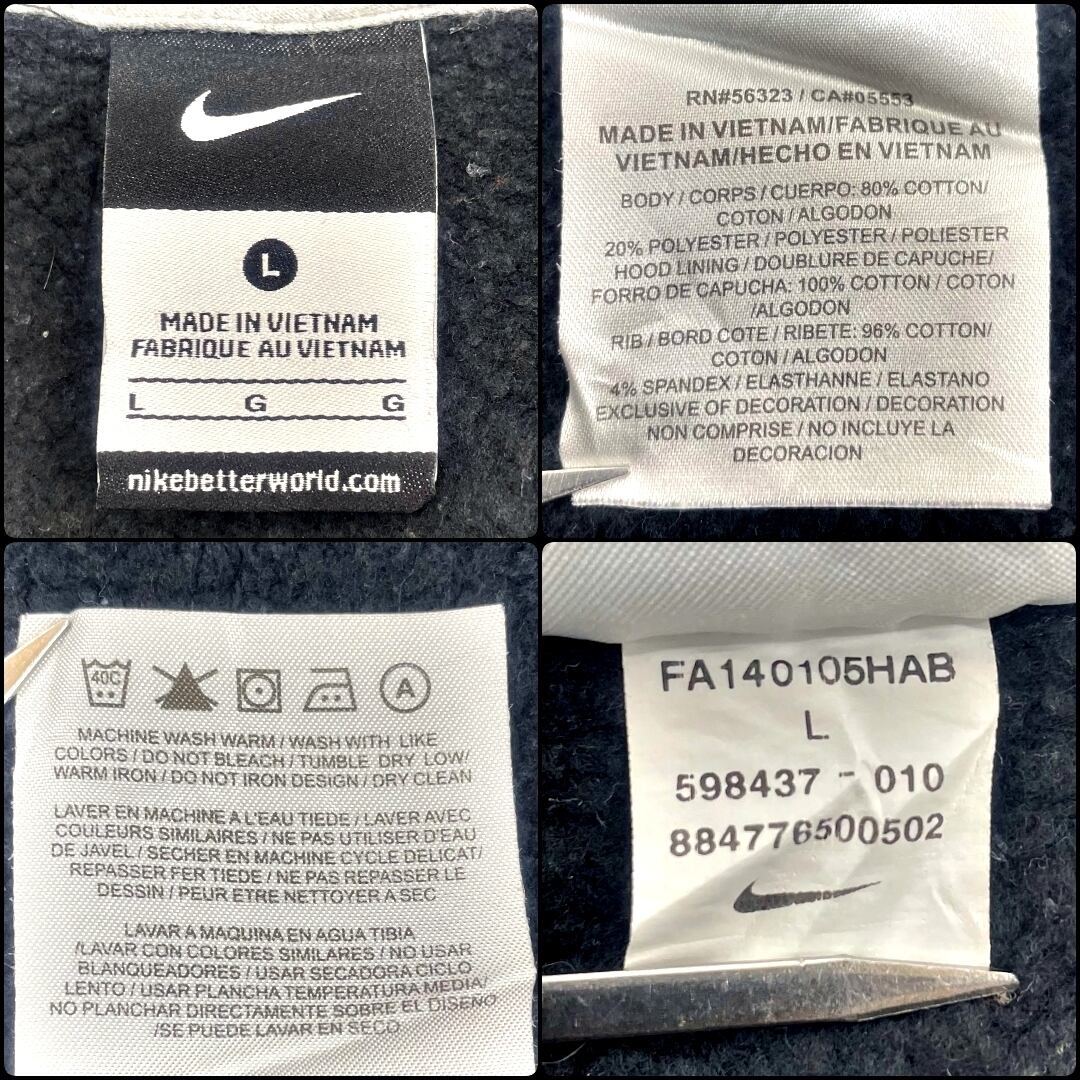 L
MADE IN VIETNAM
FABRIQUE AU VIETNAM
L G G
nikebetterworld.com
RN#56323 / CA#05553
MADE IN VIETNAM/FABRIQUE AU
VIETNAM/HECHO EN VIETNAM
BODY / CORPS / CUERPO: 80% COTTON/
COTON / ALGODON
20% POLYESTER / POLYESTER / POLIESTER
HOOD LINING / DOUBLURE DE CAPUCHE/
FORRO DE CAPUCHA: 100% COTTON / COTON
/ALGODON
RIB / BORD COTE / RIBETE: 96% COTTON/
COTON / ALGODON
4% SPANDEX / ELASTHANNE / ELASTANO
EXCLUSIVE OF DECORATION / DECORATION
NON COMPRISE / NO INCLUYE LA
DECORACION
40C A
MACHINE WASH WARM / WASH WITH LIKE
COLORS / DO NOT BLEACH / TUMBLE DRY LOW/
WARM IRON / DO NOT IRON DESIGN / DRY CLEAN
LAVER EN MACHINE A L'EAU TIEDE / LAVER AVEC
COULEURS SIMILAIRES / NE PAS UTILISER D'EAU
DE JAVEL / SECHER EN MACHINE CYCLE DELICAT/
REPASSER FER TIEDE / NE PAS REPASSER LE
DESSIN / PEUR ETRE NETTOYER A SEC
LAVAR A MAQUINA EN AGUA TIBIA
/LAVAR CON COLORES SIMILARES / NO USAR
BLANQUEADORES / USAR SECADORA CICLO
LENTO / USAR PLANCHA TEMPERATURA MEDIA/
NO PLANCHAR DIRECTAMENTE SOBRE EL DISENO
/SE PUEDE LAVAR EN SECO
FA140105HAB
L
598437 - 010
884776500502